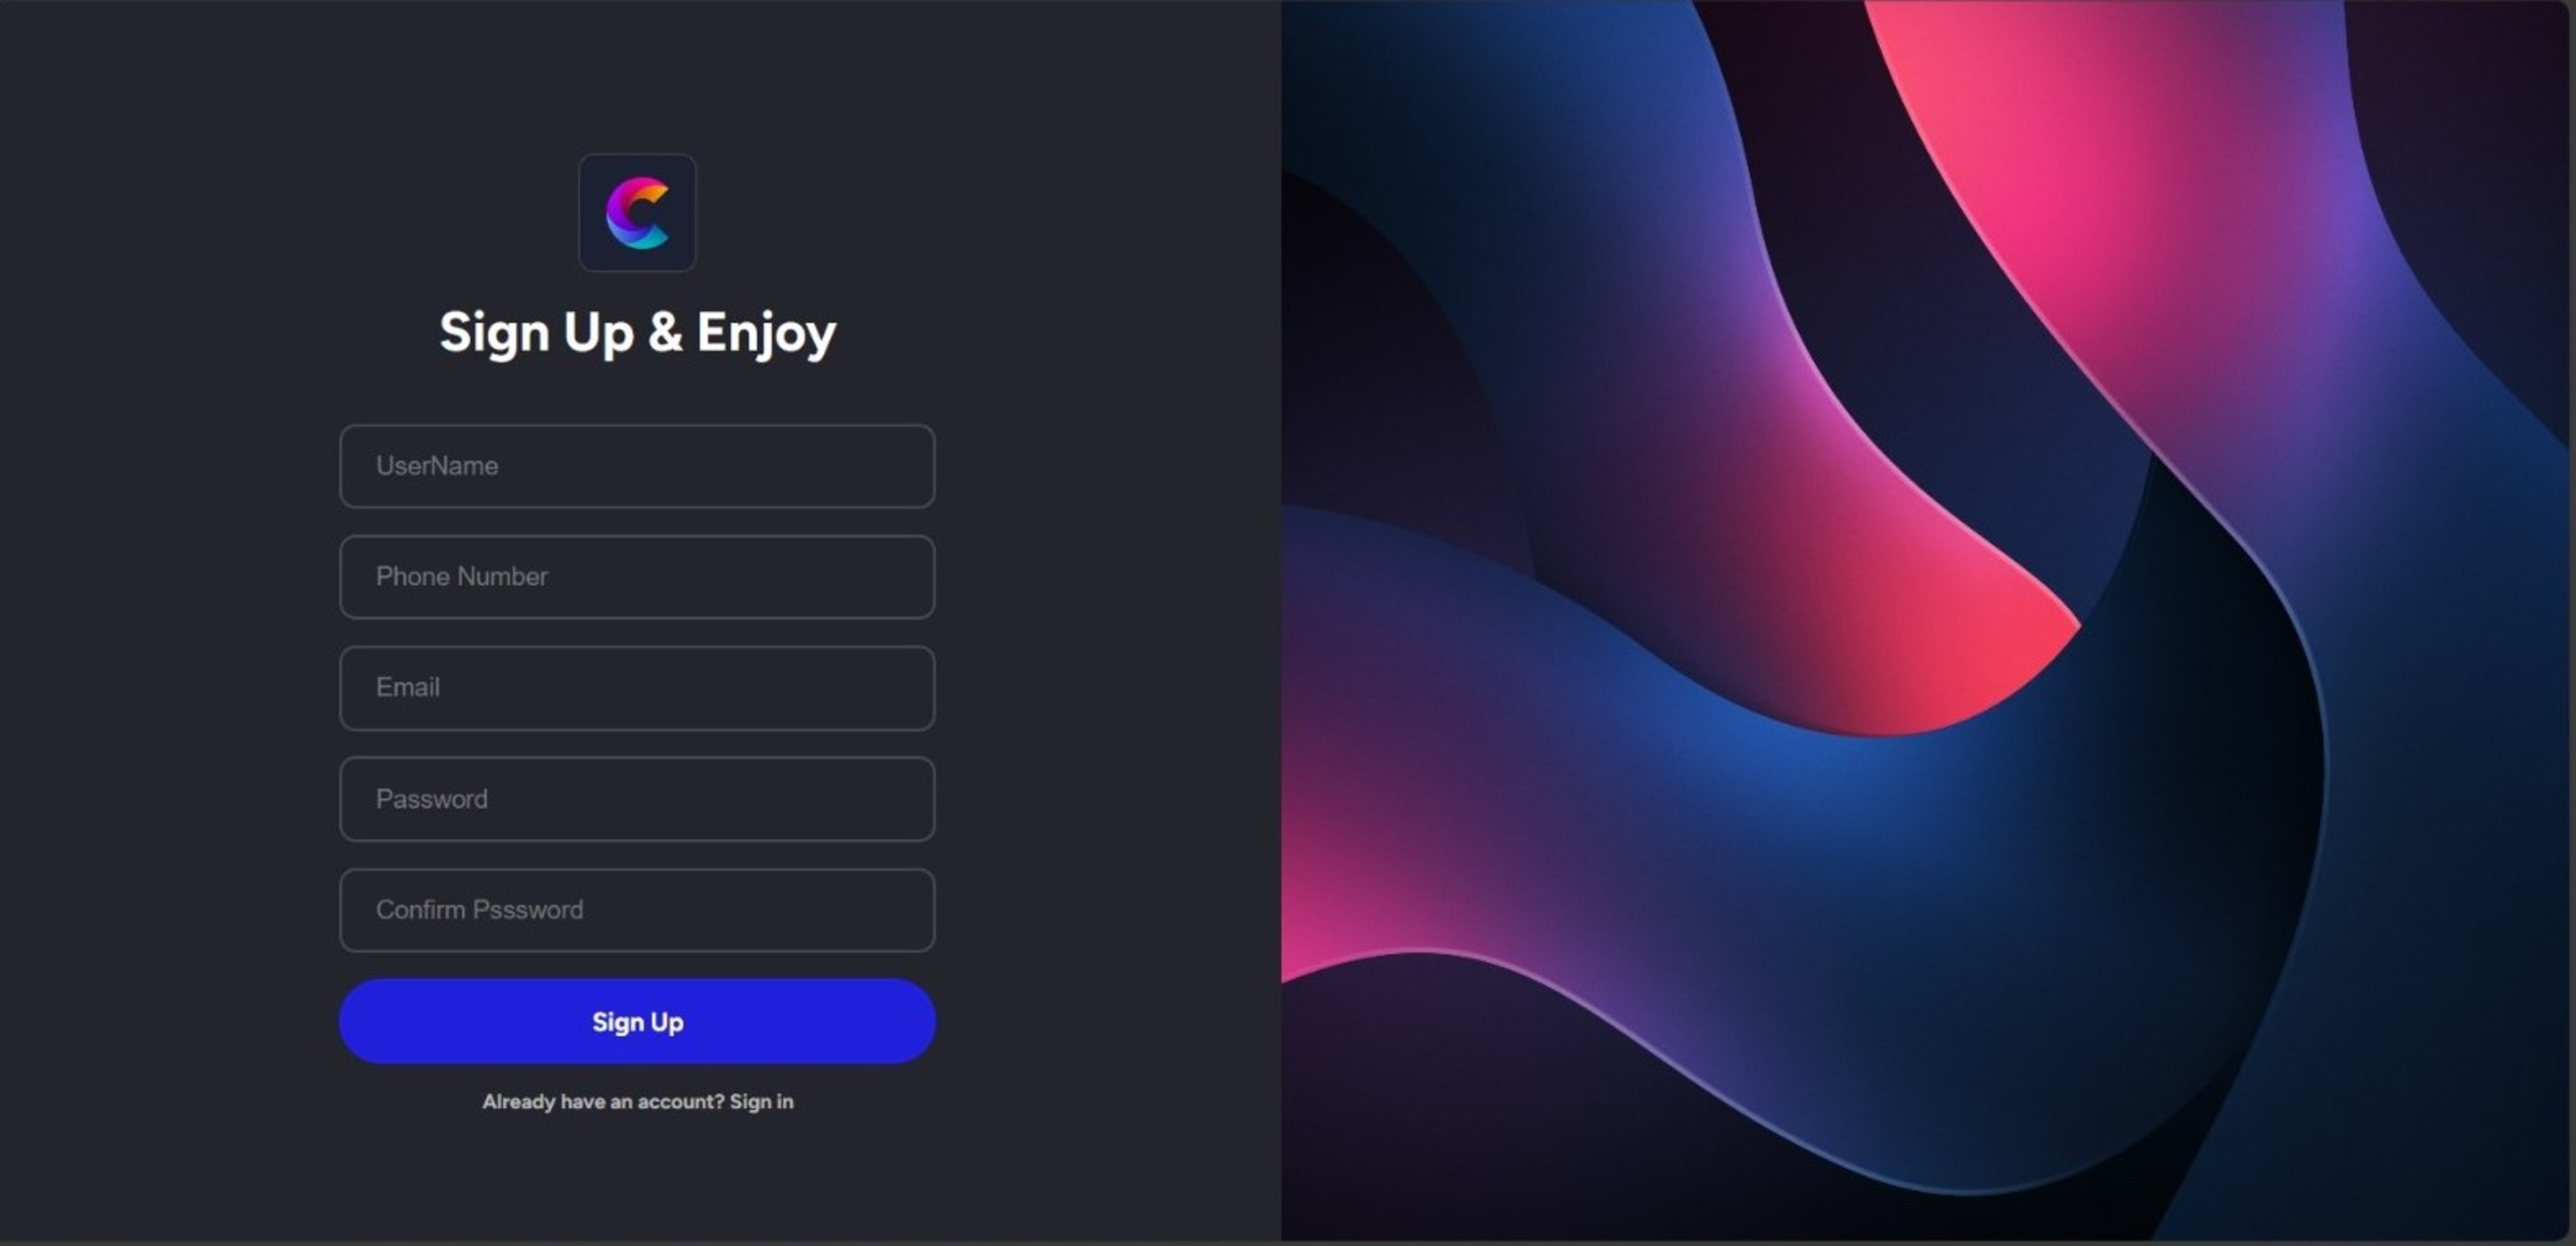 Sign Up & Enjoy
UserName
Phone Number
Email
Password
Confirm Psssword
Sign Up
Already have an account? Sign in